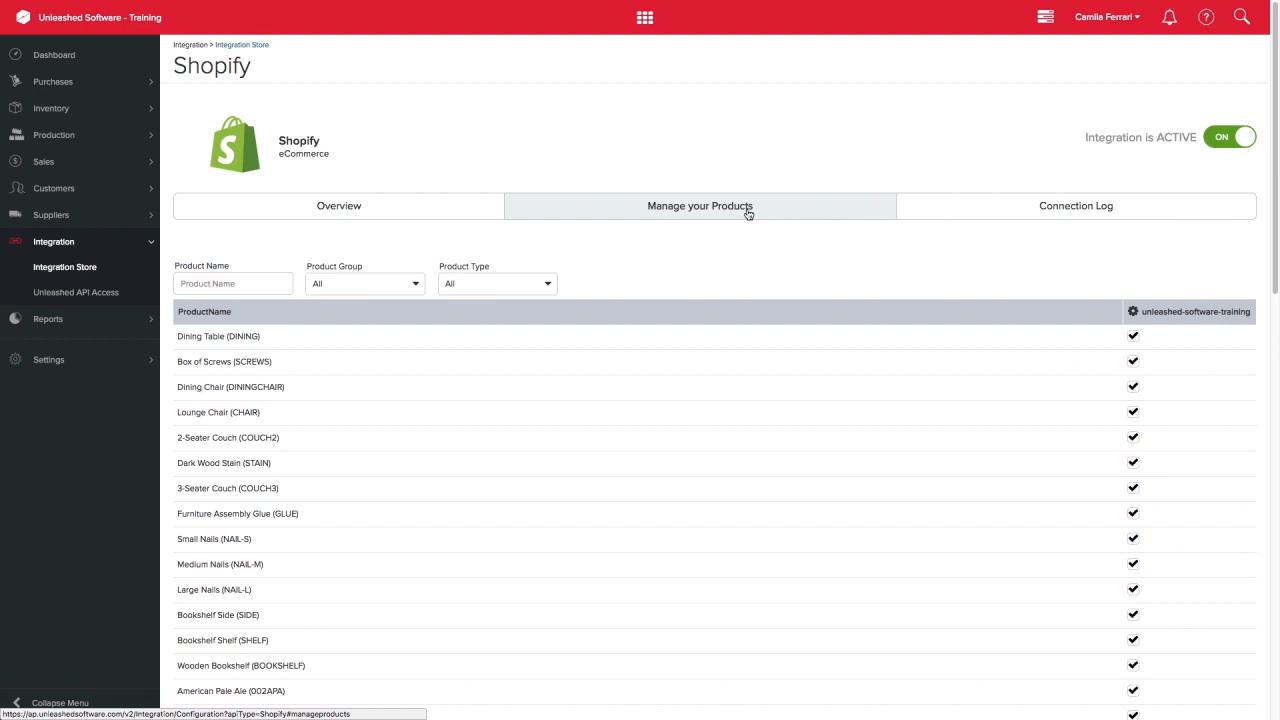 Unleashed Software - Training
Camila Ferrari
Dashboard
Purchases
Inventory
Production
Sales
Customers
Suppliers
Integration
Integration Store
Unleashed API Access
Reports
Settings
Collapse Menu
Integration > Integration Store
Shopify
Shopify
eCommerce
Integration is ACTIVE ON
Overview Manage your Products Connection Log
Product Name Product Group Product Type
Product Name All All
ProductName unleashed-software-training
Dining Table (DINING)
Box of Screws (SCREWS)
Dining Chair (DININGCHAIR)
Lounge Chair (CHAIR)
2-Seater Couch (COUCH2)
Dark Wood Stain (STAIN)
3-Seater Couch (COUCH3)
Furniture Assembly Glue (GLUE)
Small Nails (NAIL-S)
Medium Nails (NAIL-M)
Large Nails (NAIL-L)
Bookshelf Side (SIDE)
Bookshelf Shelf (SHELF)
Wooden Bookshelf (BOOKSHELF)
American Pale Ale (002APA)
https://ap.unleashedsoftware.com/v2/Integration/Configuration?apiType=Shopify#manageproducts